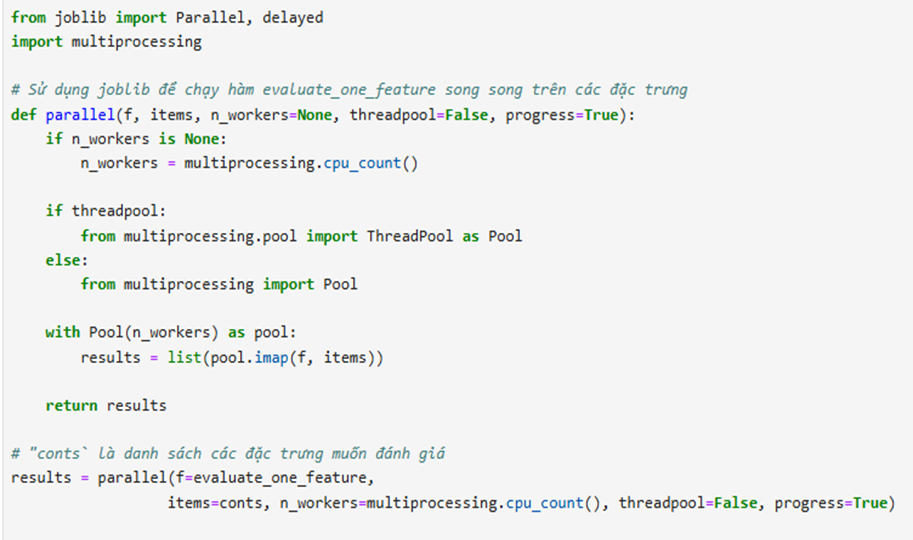 from joblib import Parallel, delayed
import multiprocessing

# Sử dụng joblib để chạy hàm evaluate_one_feature song song trên các đặc trưng
def parallel(f, items, n_workers=None, threadpool=False, progress=True):
    if n_workers is None:
        n_workers = multiprocessing.cpu_count()

    if threadpool:
        from multiprocessing.pool import ThreadPool as Pool
    else:
        from multiprocessing import Pool

    with Pool(n_workers) as pool:
        results = list(pool.imap(f, items))

    return results

# "conts` là danh sách các đặc trưng muốn đánh giá
results = parallel(f=evaluate_one_feature,
                   items=conts, n_workers=multiprocessing.cpu_count(), threadpool=False, progress=True)